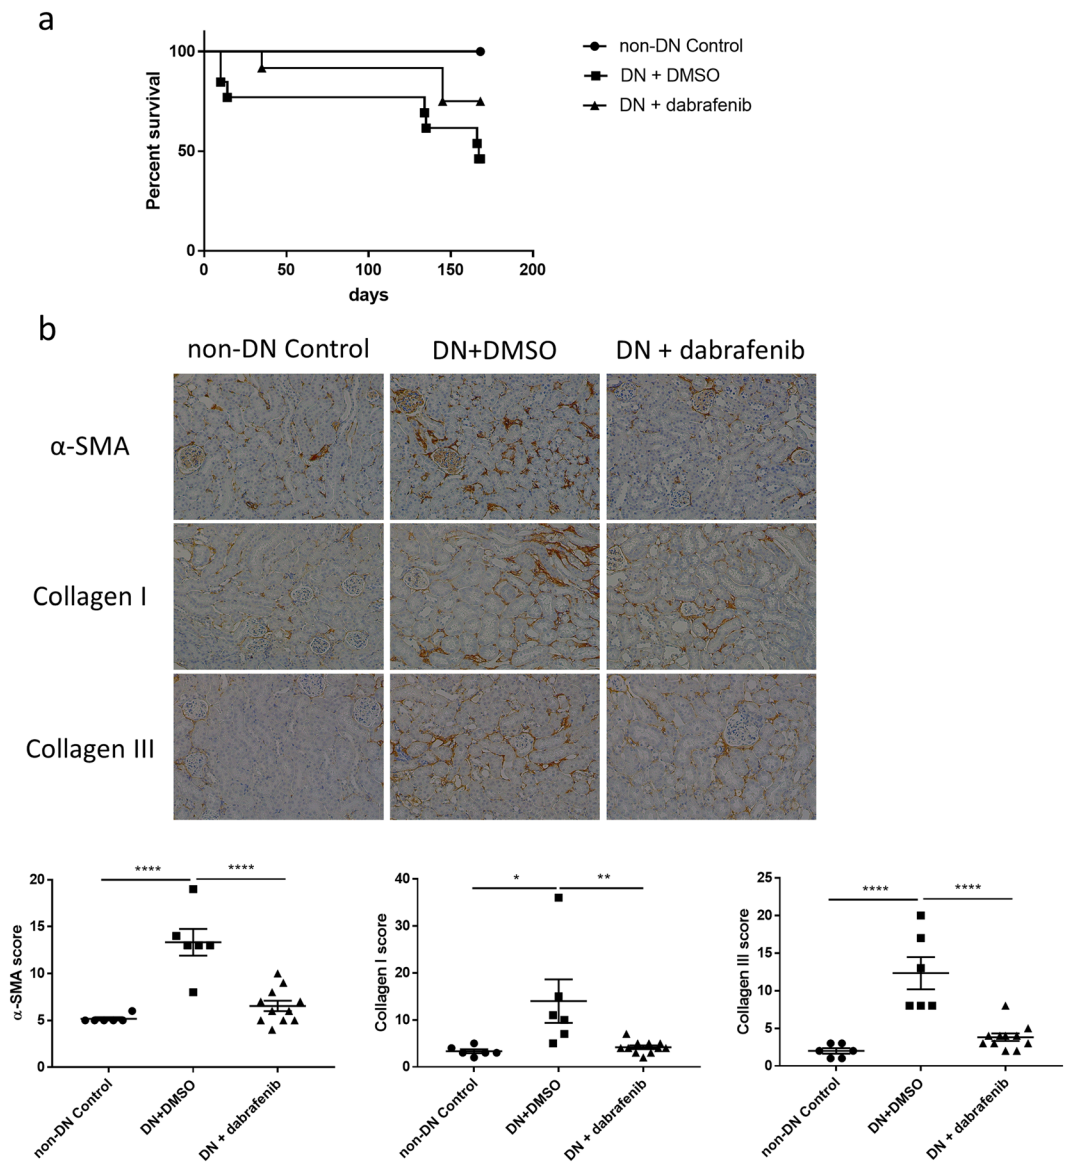 a
100
50
0
Percent survival
0 50 100 150 200
days
non-DN Control
DN + DMSO
DN + dabrafenib
b
non-DN Control DN+DMSO DN + dabrafenib
α-SMA
Collagen I
Collagen III
20
15
10
5
0
α-SMA score
**** ****
non-DN Control
DN+DMSO
DN + dabrafenib
40
30
20
10
0
Collagen I score
* **
non-DN Control
DN+DMSO
DN + dabrafenib
25
20
15
10
5
0
Collagen III score
**** ****
non-DN Control
DN+DMSO
DN + dabrafenib